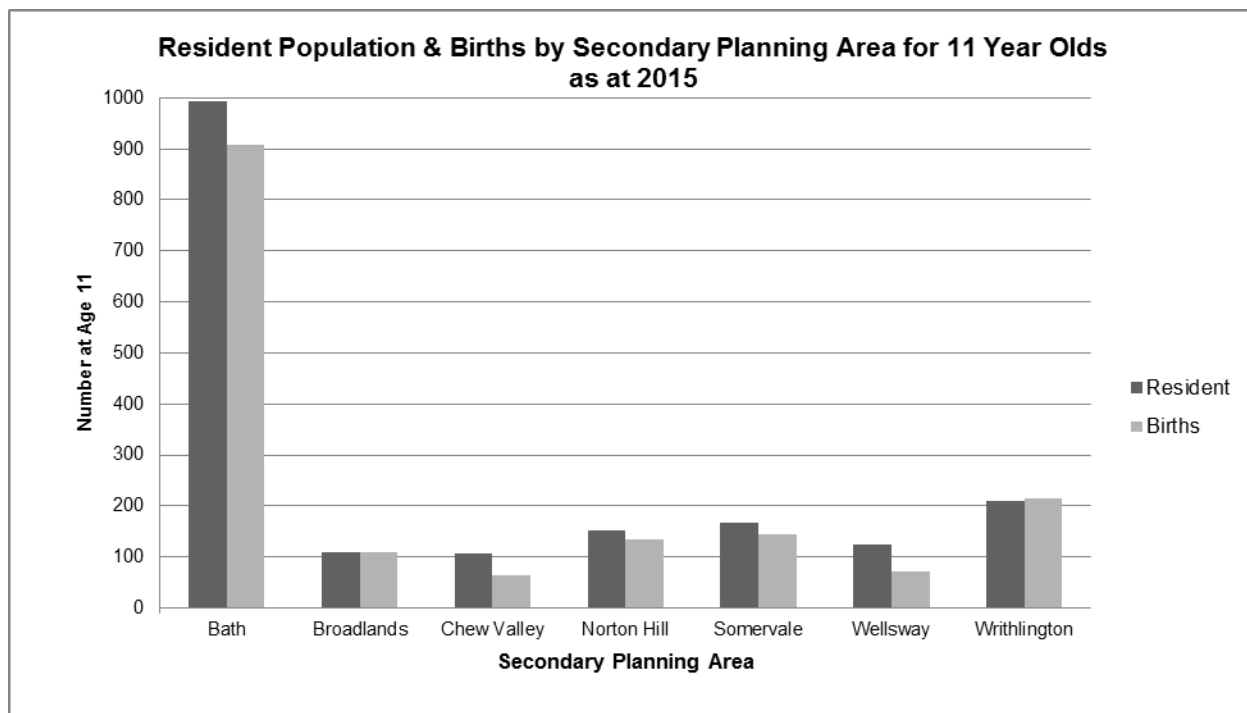 Resident Population & Births by Secondary Planning Area for 11 Year Olds
as at 2015
1000
900
800
700
600
500
400
300
200
100
0
Number at Age 11
Bath Broadlands Chew Valley Norton Hill Somervale Wellsway Writhlington
Secondary Planning Area
Resident
Births